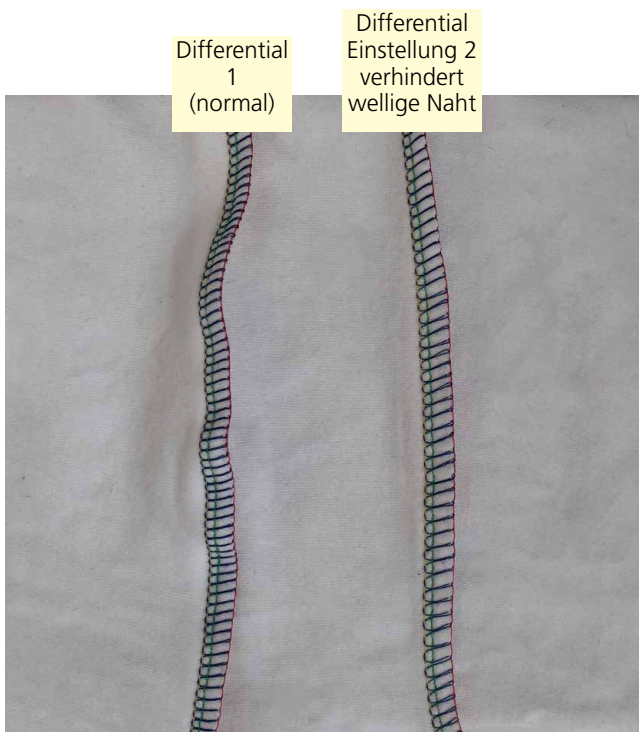 Differential
1
(normal)
Differential
Einstellung 2
verhindert
wellige Naht